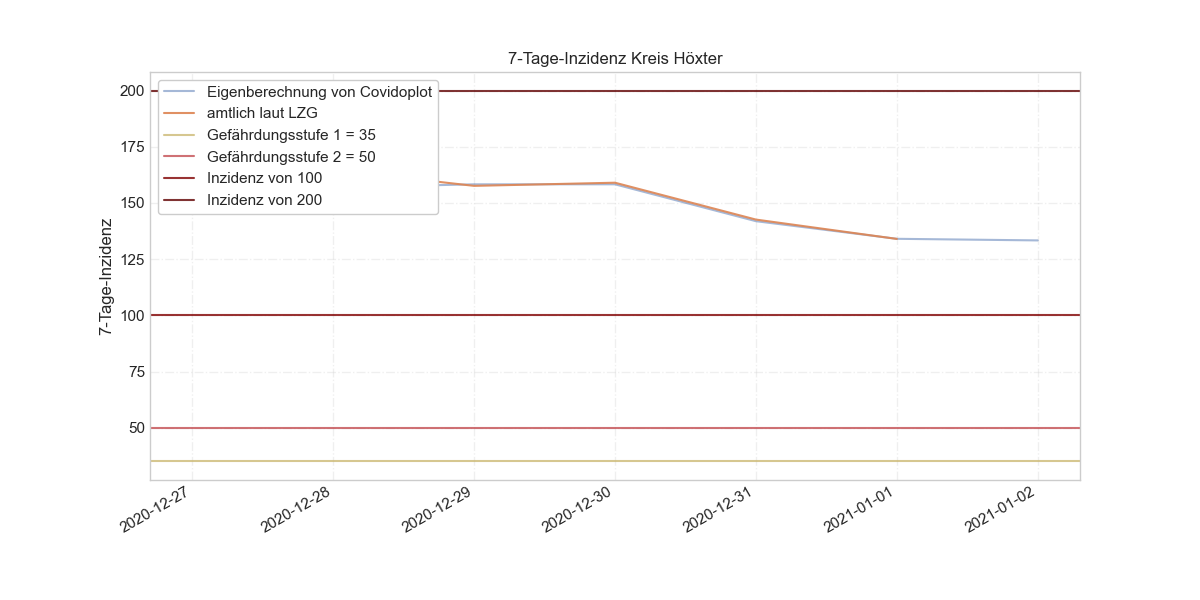 7-Tage-Inzidenz Kreis Höxter
Eigenberechnung von Covidoplot
amtlich laut LZG
Gefährdungsstufe 1 = 35
Gefährdungsstufe 2 = 50
Inzidenz von 100
Inzidenz von 200
7-Tage-Inzidenz
200
175
150
125
100
75
50
2020-12-27
2020-12-28
2020-12-29
2020-12-30
2020-12-31
2021-01-01
2021-01-02